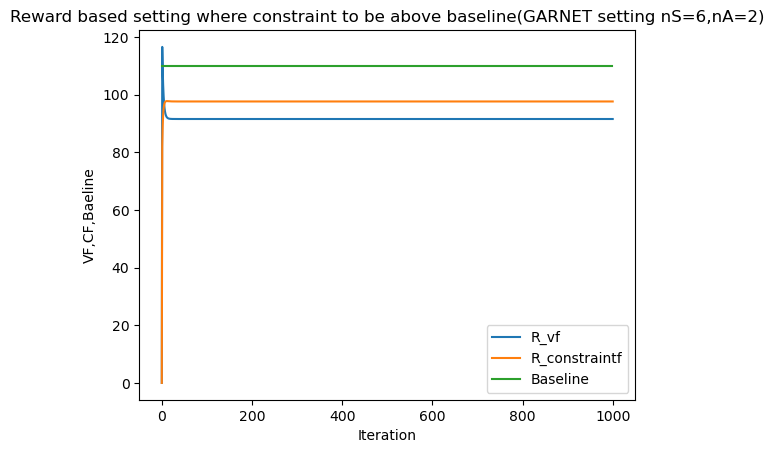 Reward based setting where constraint to be above baseline(GARNET setting nS=6,nA=2)
120
100
80
60
40
20
0
VF,CF,Baeline
R_vf
R_constraintf
Baseline
0 200 400 600 800 1000
Iteration